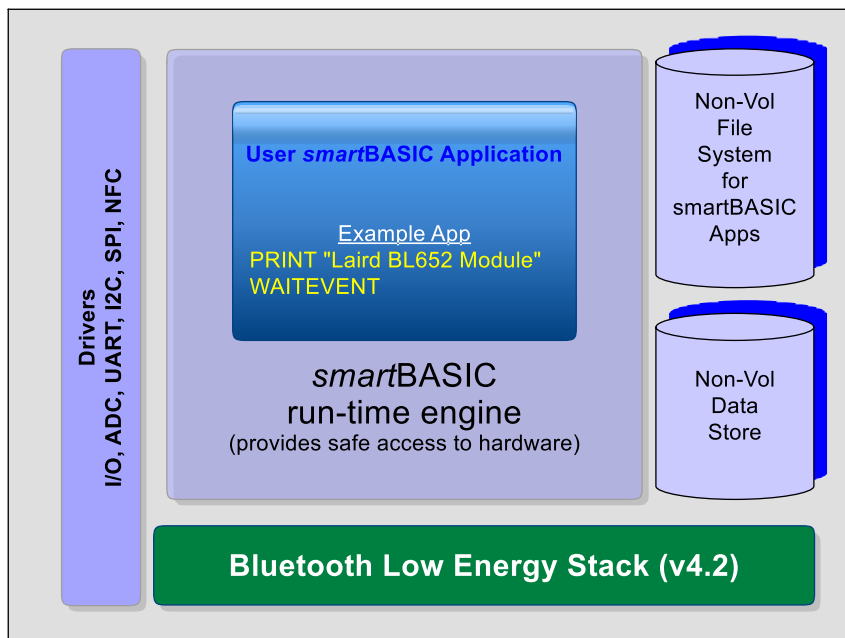 Drivers
I/O, ADC, UART, I2C, SPI, NFC
User smartBASIC Application
Example App
PRINT "Laird BL652 Module"
WAITEVENT
smartBASIC
run-time engine
(provides safe access to hardware)
Non-Vol
File
System
for
smartBASIC
Apps
Non-Vol
Data
Store
Bluetooth Low Energy Stack (v4.2)